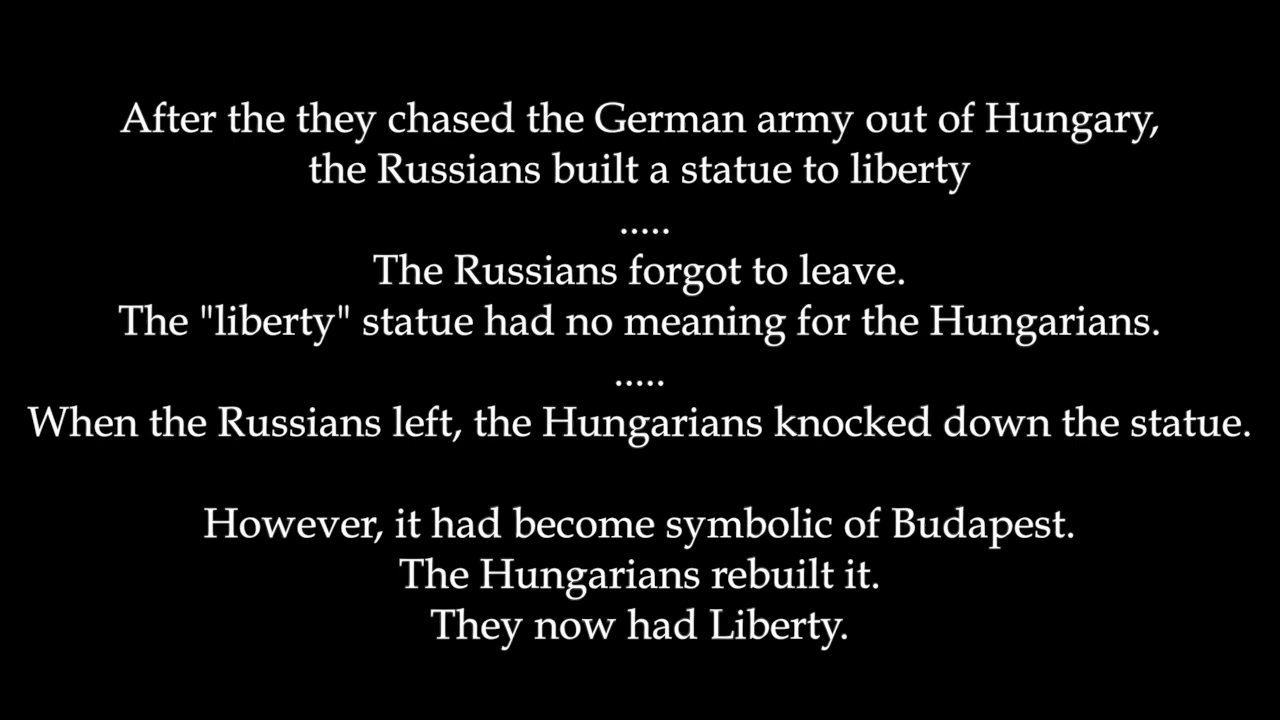 After the they chased the German army out of Hungary,
the Russians built a statue to liberty
.....
The Russians forgot to leave.
The "liberty" statue had no meaning for the Hungarians.
.....
When the Russians left, the Hungarians knocked down the statue.
However, it had become symbolic of Budapest.
The Hungarians rebuilt it.
They now had Liberty.